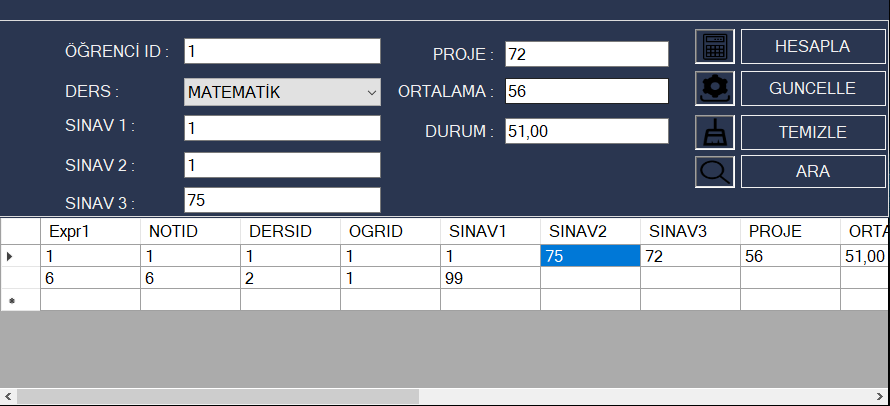 ÖĞRENCİ ID : 1
DERS : MATEMATİK
SINAV 1 : 1
SINAV 2 : 1
SINAV 3 : 75
PROJE : 72
ORTALAMA : 56
DURUM : 51,00
HESAPLA
GUNCELLE
TEMIZLE
ARA
Expr1 NOTID DERSID OGRID SINAV1 SINAV2 SINAV3 PROJE ORTA
1 1 1 1 1 75 72 56 51,00
6 6 2 1 99